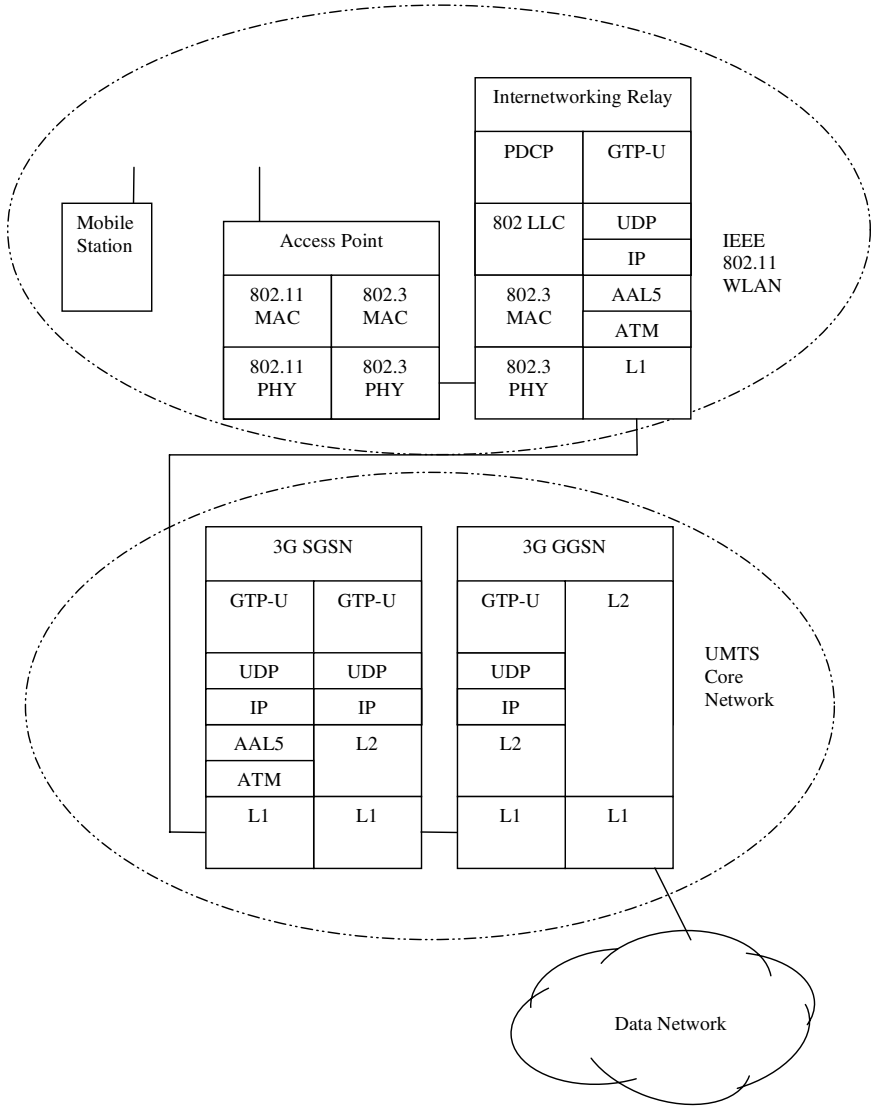 Internetworking Relay
PDCP
GTP-U
Mobile
Station
802 LLC
UDP
IP
IEEE
802.11
WLAN
Access Point
802.11
MAC
802.3
MAC
802.3
MAC
AAL5
ATM
802.11
PHY
802.3
PHY
802.3
PHY
L1
3G SGSN
GTP-U
GTP-U
UDP
UDP
IP
IP
AAL5
L2
ATM
L1
L1
3G GGSN
GTP-U
L2
UDP
IP
L2
L1
L1
UMTS
Core
Network
Data Network